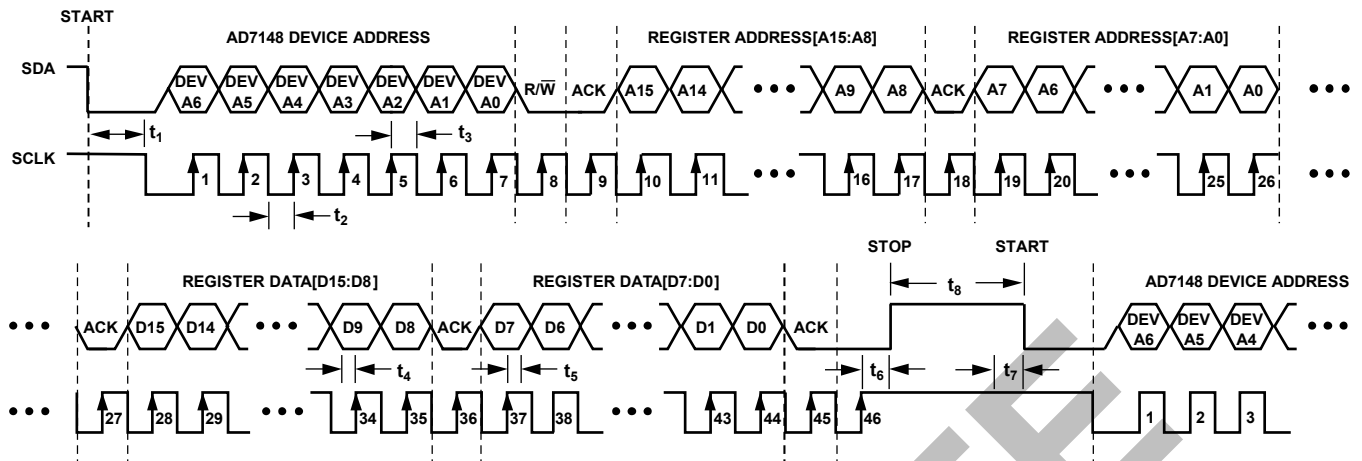 START
AD7148 DEVICE ADDRESS
REGISTER ADDRESS[A15:A8]
REGISTER ADDRESS[A7:A0]
SDA
DEV A6 DEV A5 DEV A4 DEV A3 DEV A2 DEV A1 DEV A0 R/W̅ ACK A15 A14 ••• A9 A8 ACK A7 A6 ••• A1 A0 •••
t1 t3
SCLK
1 2 3 4 5 6 7 8 9 10 11 ••• 16 17 18 19 20 ••• 25 26 •••
t2
STOP START
REGISTER DATA[D15:D8]
REGISTER DATA[D7:D0]
t8
AD7148 DEVICE ADDRESS
••• ACK D15 D14 ••• D9 D8 ACK D7 D6 ••• D1 D0 ACK DEV A6 DEV A5 DEV A4 •••
t4 t5 t6 t7
••• 27 28 29 ••• 34 35 36 37 38 ••• 43 44 45 46 1 2 3 •••